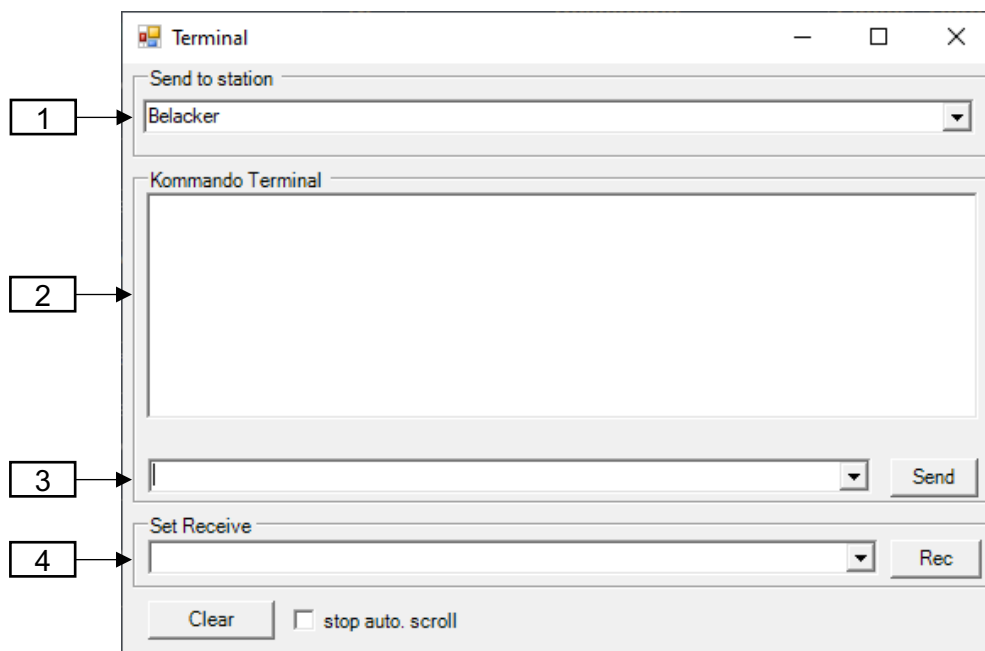 Terminal
Send to station
1
Belacker
Kommando Terminal
2
3
Send
Set Receive
4
Rec
Clear
stop auto. scroll